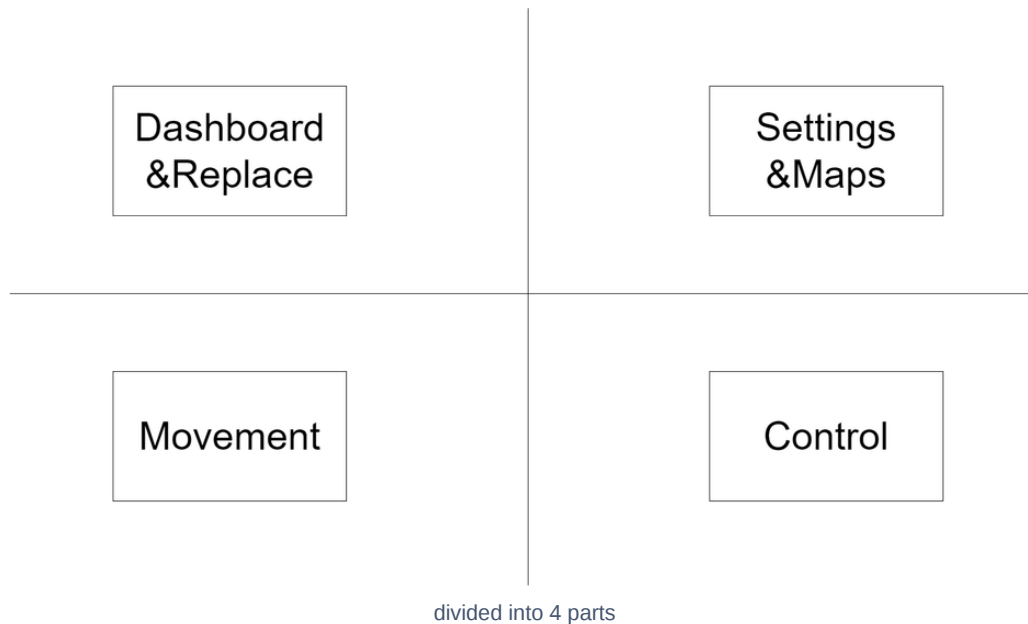 Dashboard
&Replace
Settings
&Maps
Movement
Control
divided into 4 parts